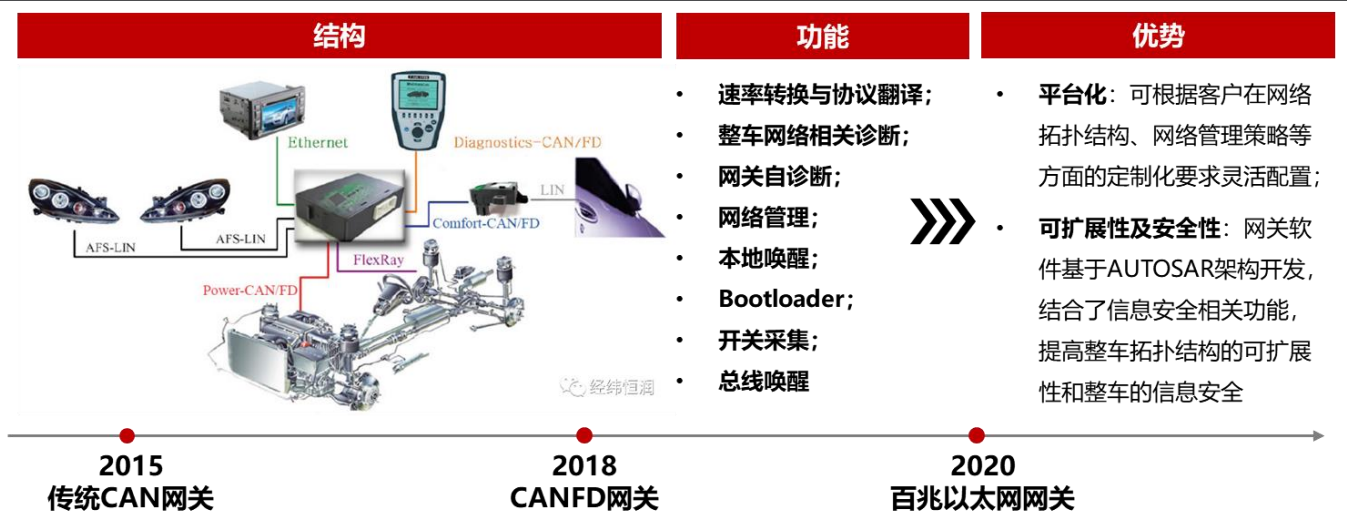 结构
功能
优势
Ethernet
Diagnostics-CAN/FD
LIN
Comfort-CAN/FD
AFS-LIN
AFS-LIN
FlexRay
Power-CAN/FD
经纬恒润
• 速率转换与协议翻译；
• 整车网络相关诊断；
• 网关自诊断；
• 网络管理；
• 本地唤醒；
• Bootloader；
• 开关采集；
• 总线唤醒
• 平台化：可根据客户在网络
拓扑结构、网络管理策略等
方面的定制化要求灵活配置；
• 可扩展性及安全性：网关软
件基于AUTOSAR架构开发，
结合了信息安全相关功能，
提高整车拓扑结构的可扩展
性和整车的信息安全
2015
传统CAN网关
2018
CANFD网关
2020
百兆以太网网关